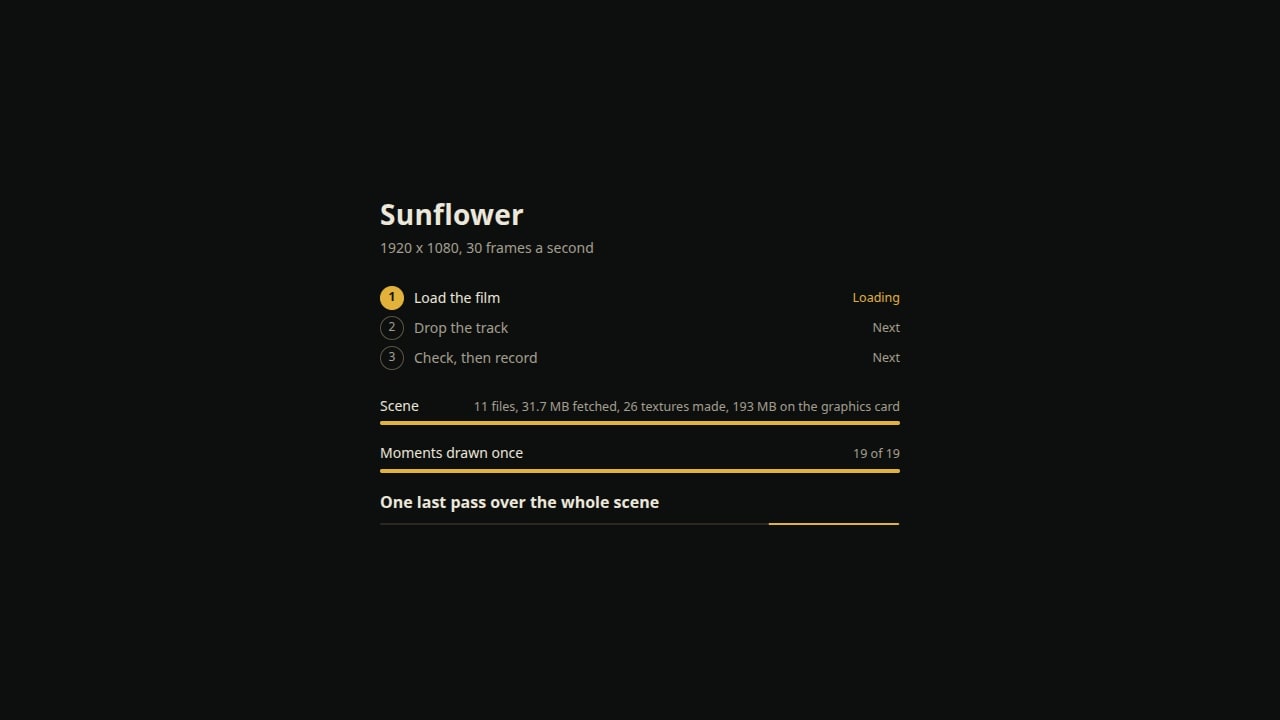 Sunflower
1920 x 1080, 30 frames a second
1 Load the film Loading
2 Drop the track Next
3 Check, then record Next
Scene 11 files, 31.7 MB fetched, 26 textures made, 193 MB on the graphics card
Moments drawn once 19 of 19
One last pass over the whole scene